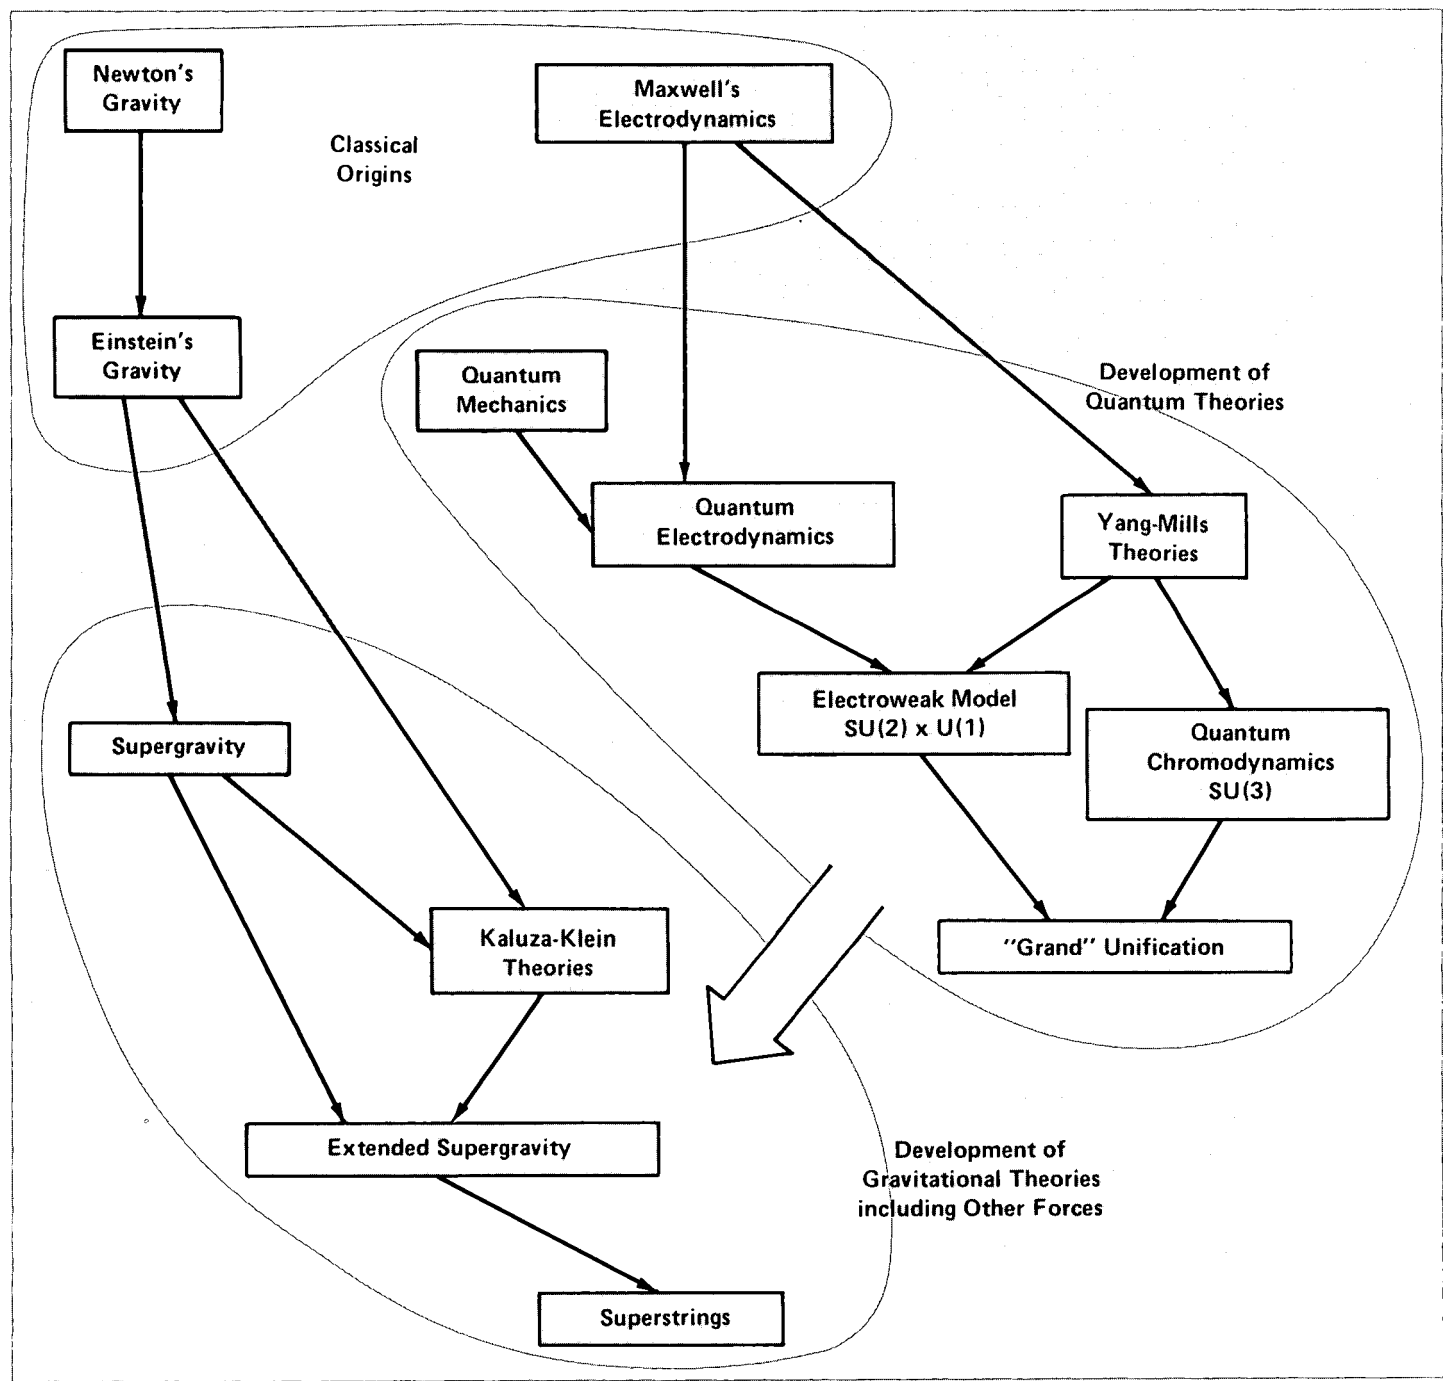 Newton's
Gravity
Maxwell's
Electrodynamics
Classical
Origins
Einstein's
Gravity
Quantum
Mechanics
Development of
Quantum Theories
Quantum
Electrodynamics
Yang-Mills
Theories
Electroweak Model
SU(2) x U(1)
Supergravity
Quantum
Chromodynamics
SU(3)
Kaluza-Klein
Theories
"Grand" Unification
Extended Supergravity
Development of
Gravitational Theories
including Other Forces
Superstrings